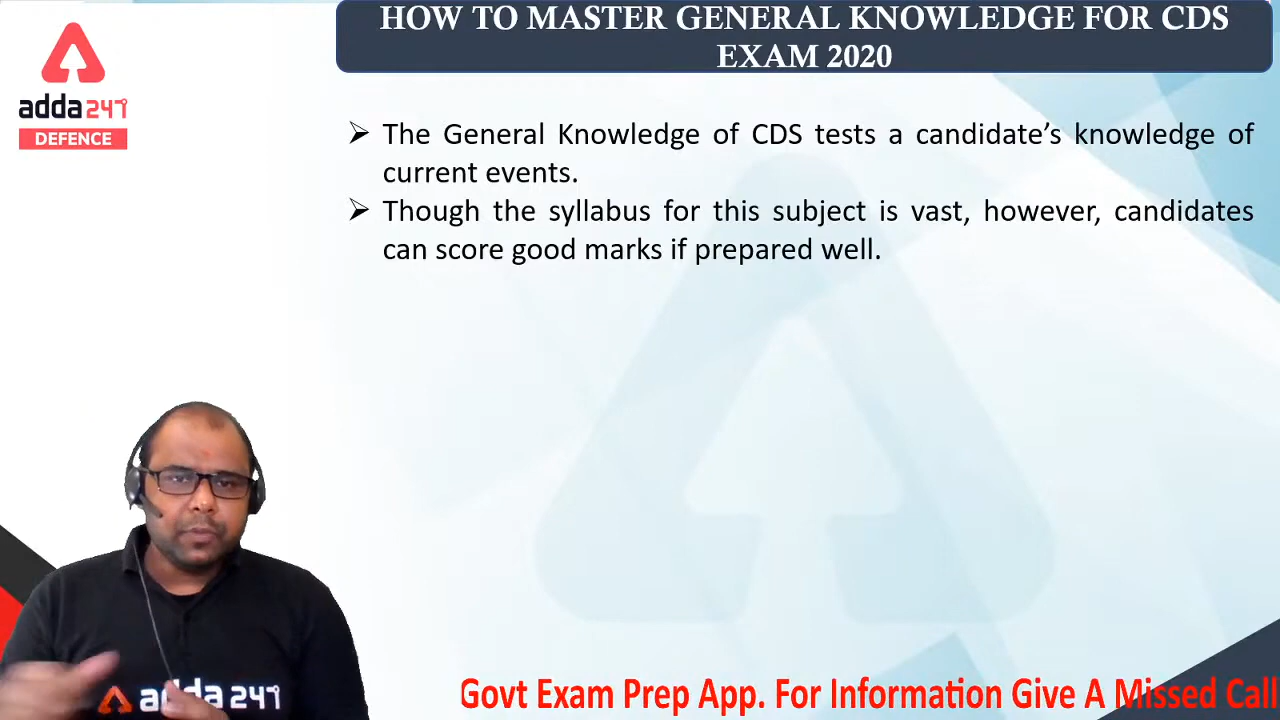 HOW TO MASTER GENERAL KNOWLEDGE FOR CDS
EXAM 2020
adda247
DEFENCE
➢ The General Knowledge of CDS tests a candidate’s knowledge of
current events.
➢ Though the syllabus for this subject is vast, however, candidates
can score good marks if prepared well.
adda247
Govt Exam Prep App. For Information Give A Missed Call